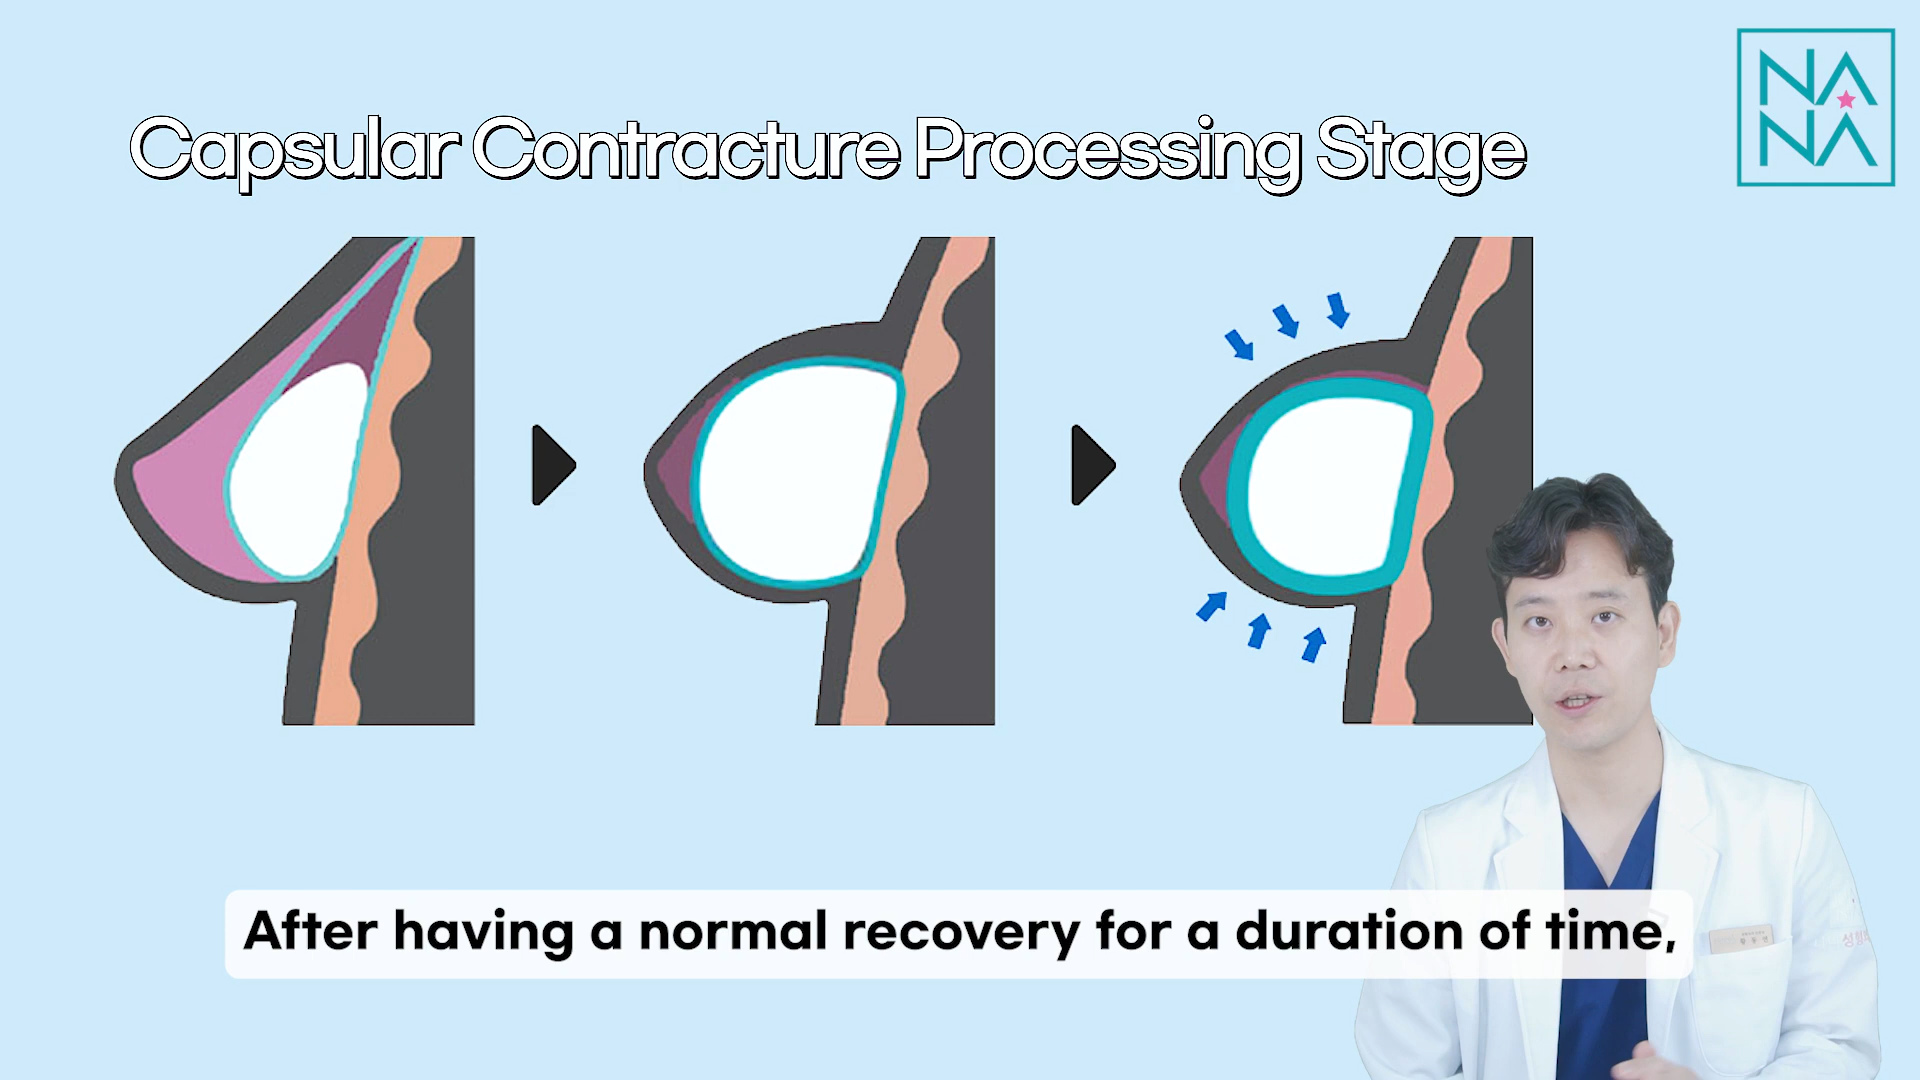 NA
NA
Capsular Contracture Processing Stage
After having a normal recovery for a duration of time,